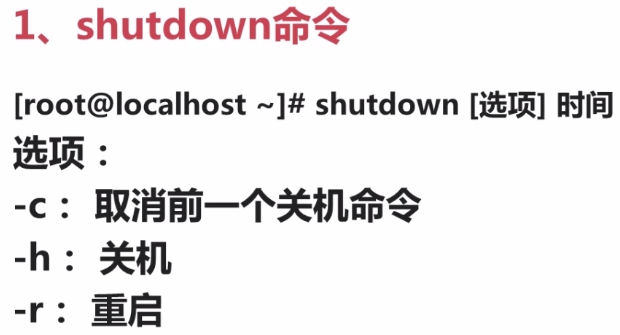 1、shutdown命令
[root@localhost ~]# shutdown [选项] 时间
选项：
-c： 取消前一个关机命令
-h： 关机
-r： 重启